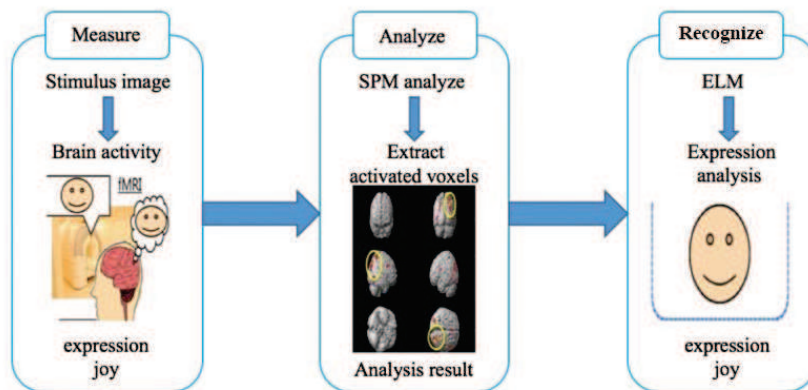 Measure
Stimulus image
Brain activity
fMRI
expression
joy
Analyze
SPM analyze
Extract
activated voxels
Analysis result
Recognize
ELM
Expression
analysis
expression
joy